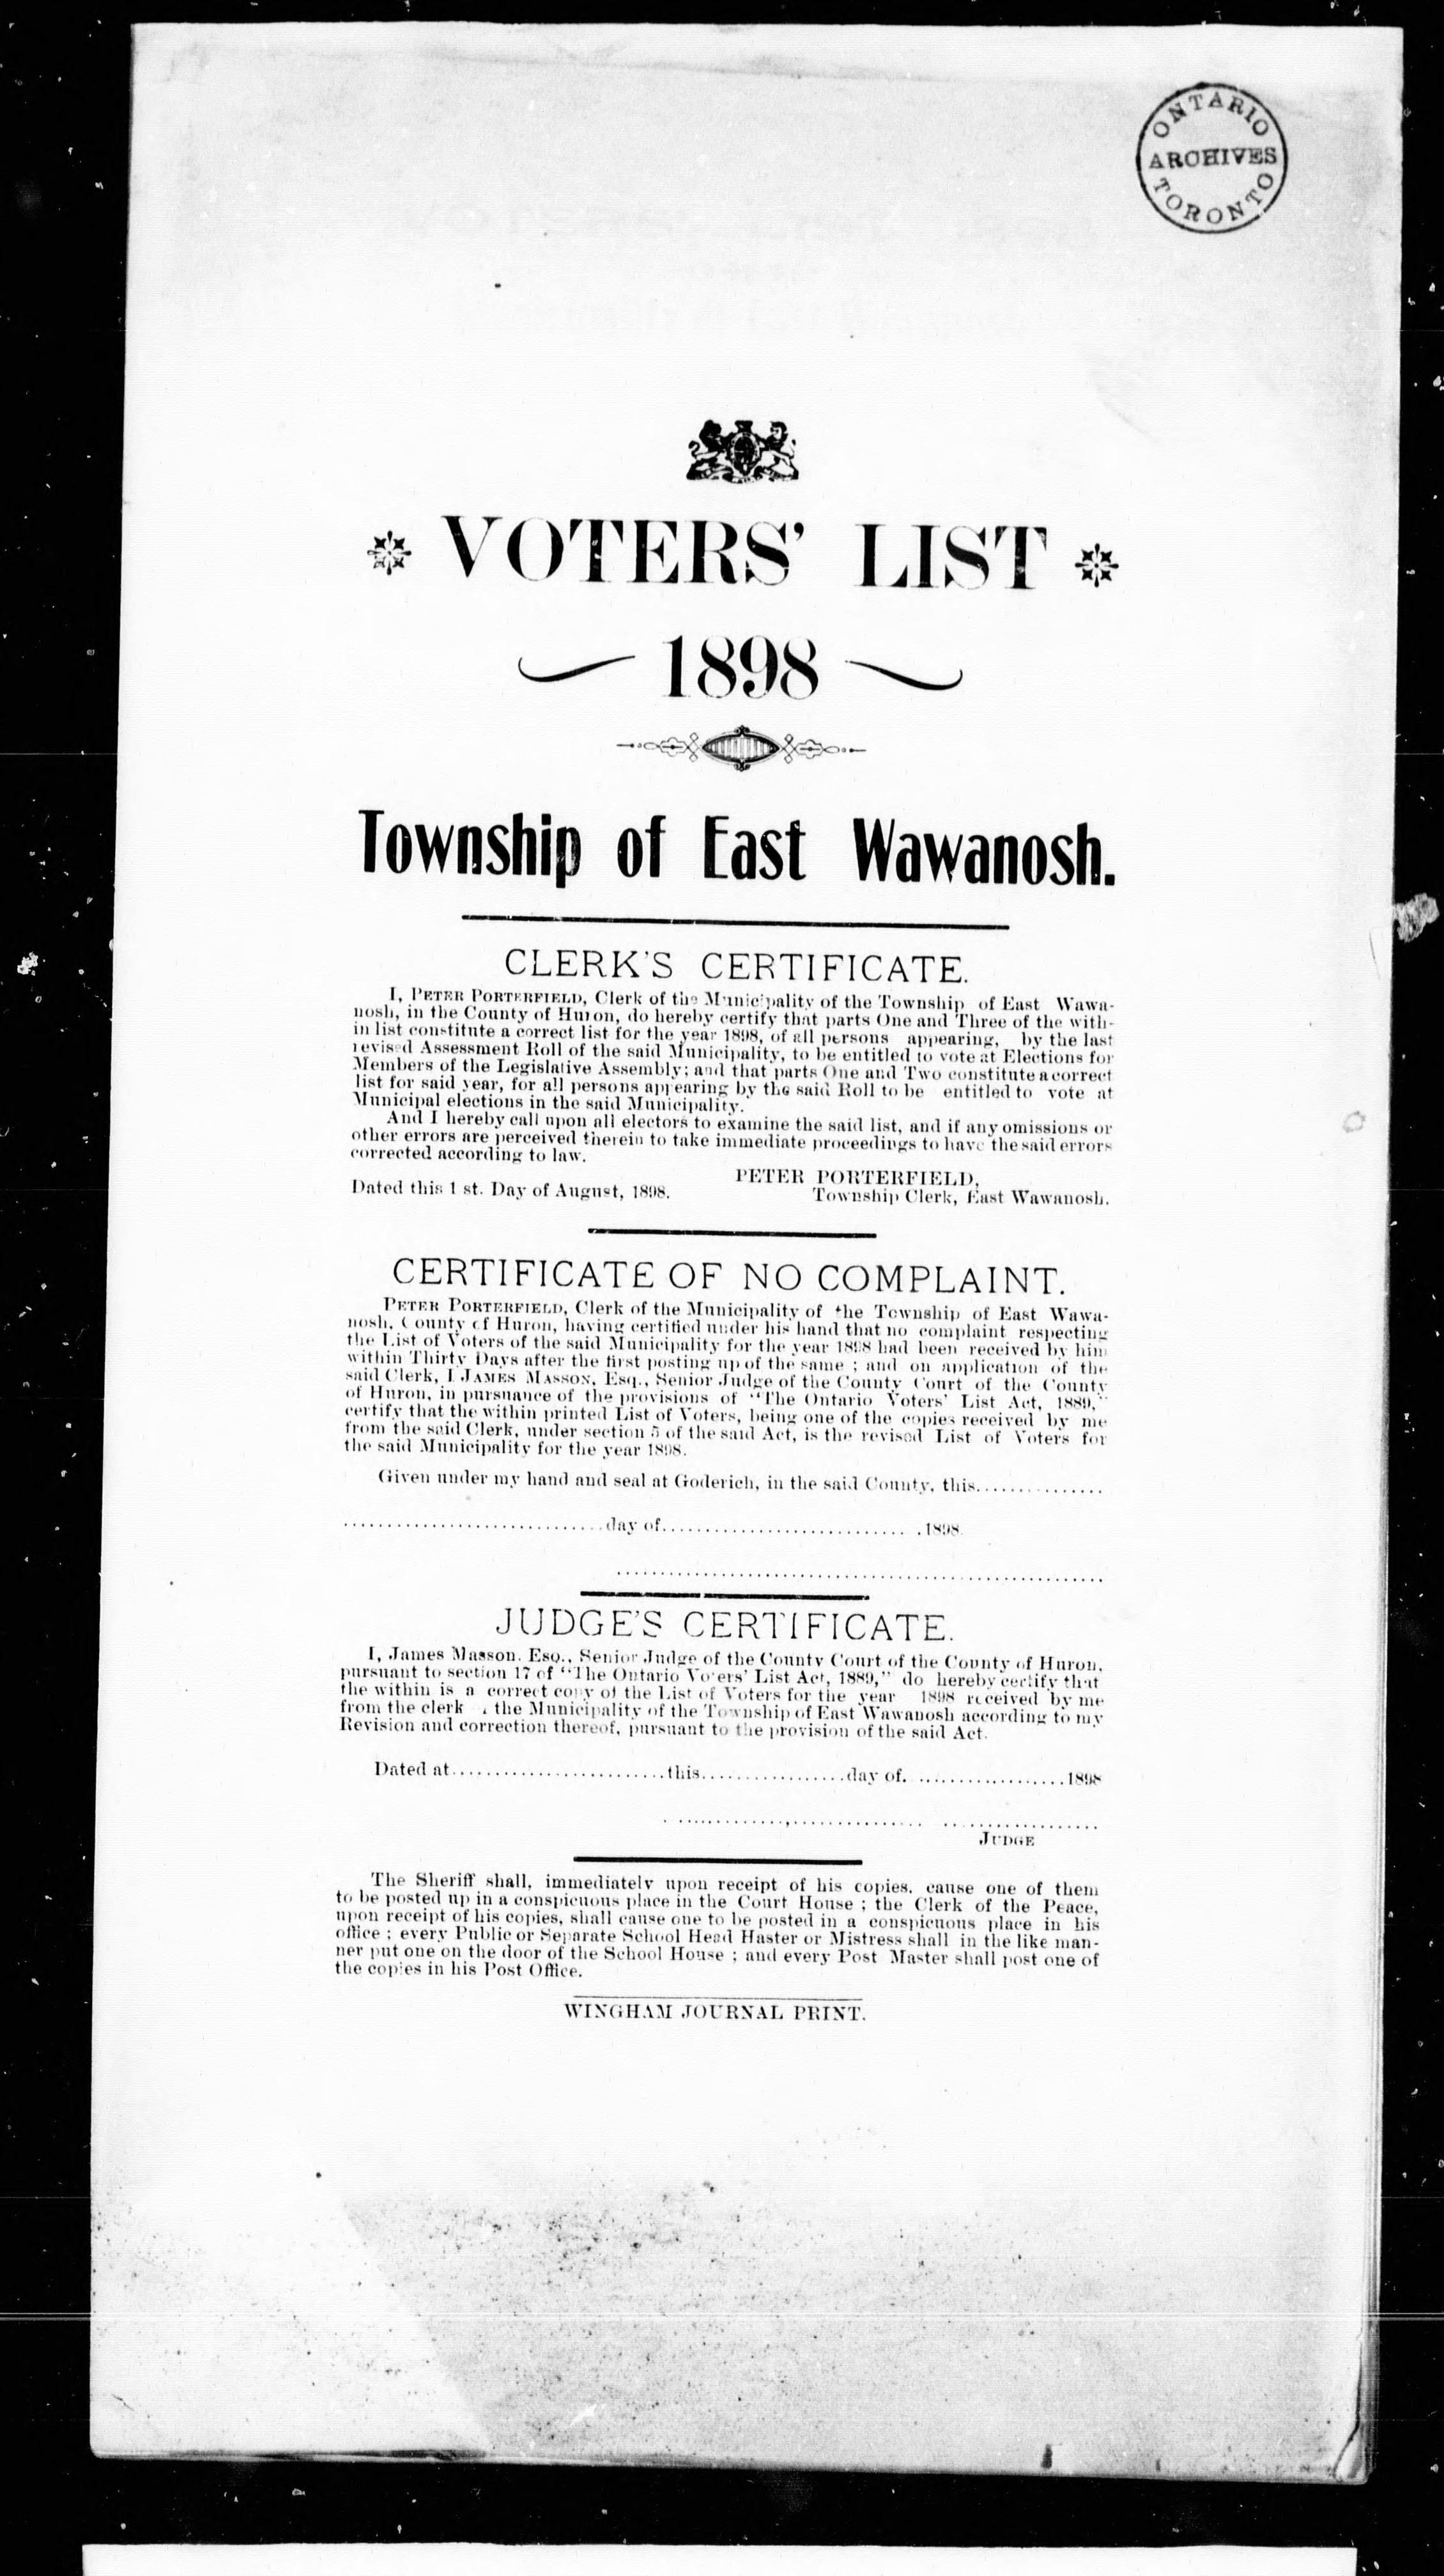 ONTARIO
ARCHIVES
TORONTO
VOTERS' LIST
1898
Township of East Wawanosh.
CLERK'S CERTIFICATE.
I, PETER PORTERFIELD, Clerk of the Municipality of the Township of East Wawa-
nosh, in the County of Huron, do hereby certify that parts One and Three of the with-
in list constitute a correct list for the year 1898, of all persons appearing, by the last
revised Assessment Roll of the said Municipality, to be entitled to vote at Elections for
Members of the Legislative Assembly; and that parts One and Two constitute a correct
list for said year, for all persons appearing by the said Roll to be entitled to vote at
Municipal elections in the said Municipality.
And I hereby call upon all electors to examine the said list, and if any omissions or
other errors are perceived therein to take immediate proceedings to have the said errors
corrected according to law.
PETER PORTERFIELD,
Dated this 1 st. Day of August, 1898. Township Clerk, East Wawanosh.
CERTIFICATE OF NO COMPLAINT.
PETER PORTERFIELD, Clerk of the Municipality of the Township of East Wawa-
nosh, County of Huron, having certified under his hand that no complaint respecting
the List of Voters of the said Municipality for the year 1898 had been received by him
within Thirty Days after the first posting up of the same ; and on application of the
said Clerk, I JAMES MASSON, Esq., Senior Judge of the County Court of the County
of Huron, in pursuance of the provisions of "The Ontario Voters' List Act, 1889,"
certify that the within printed List of Voters, being one of the copies received by me
from the said Clerk, under section 5 of the said Act, is the revised List of Voters for
the said Municipality for the year 1898.
Given under my hand and seal at Goderich, in the said County, this...............
..............................day of..............................1898.
JUDGE'S CERTIFICATE.
I, James Masson. Esq., Senior Judge of the County Court of the County of Huron,
pursuant to section 17 of "The Ontario Voters' List Act, 1889," do hereby certify that
the within is a correct copy of the List of Voters for the year 1898 received by me
from the clerk the Municipality of the Township of East Wawanosh according to my
Revision and correction thereof, pursuant to the provision of the said Act.
Dated at.........................this.................day of....................1898
JUDGE
The Sheriff shall, immediately upon receipt of his copies, cause one of them
to be posted up in a conspicuous place in the Court House ; the Clerk of the Peace,
upon receipt of his copies, shall cause one to be posted in a conspicuous place in his
office ; every Public or Separate School Head Haster or Mistress shall in the like man-
ner put one on the door of the School House ; and every Post Master shall post one of
the copies in his Post Office.
WINGHAM JOURNAL PRINT.